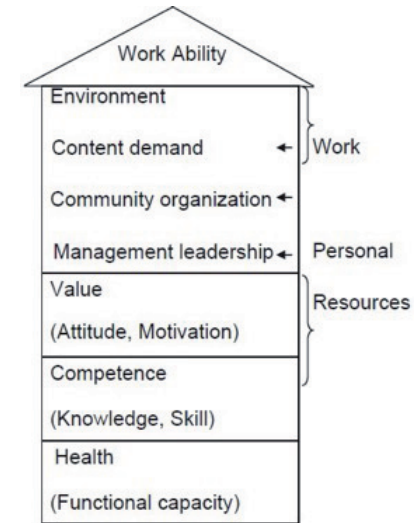 Work Ability
Environment
Content demand
Work
Community organization
Management leadership
Personal
Value
Resources
(Attitude, Motivation)
Competence
(Knowledge, Skill)
Health
(Functional capacity)